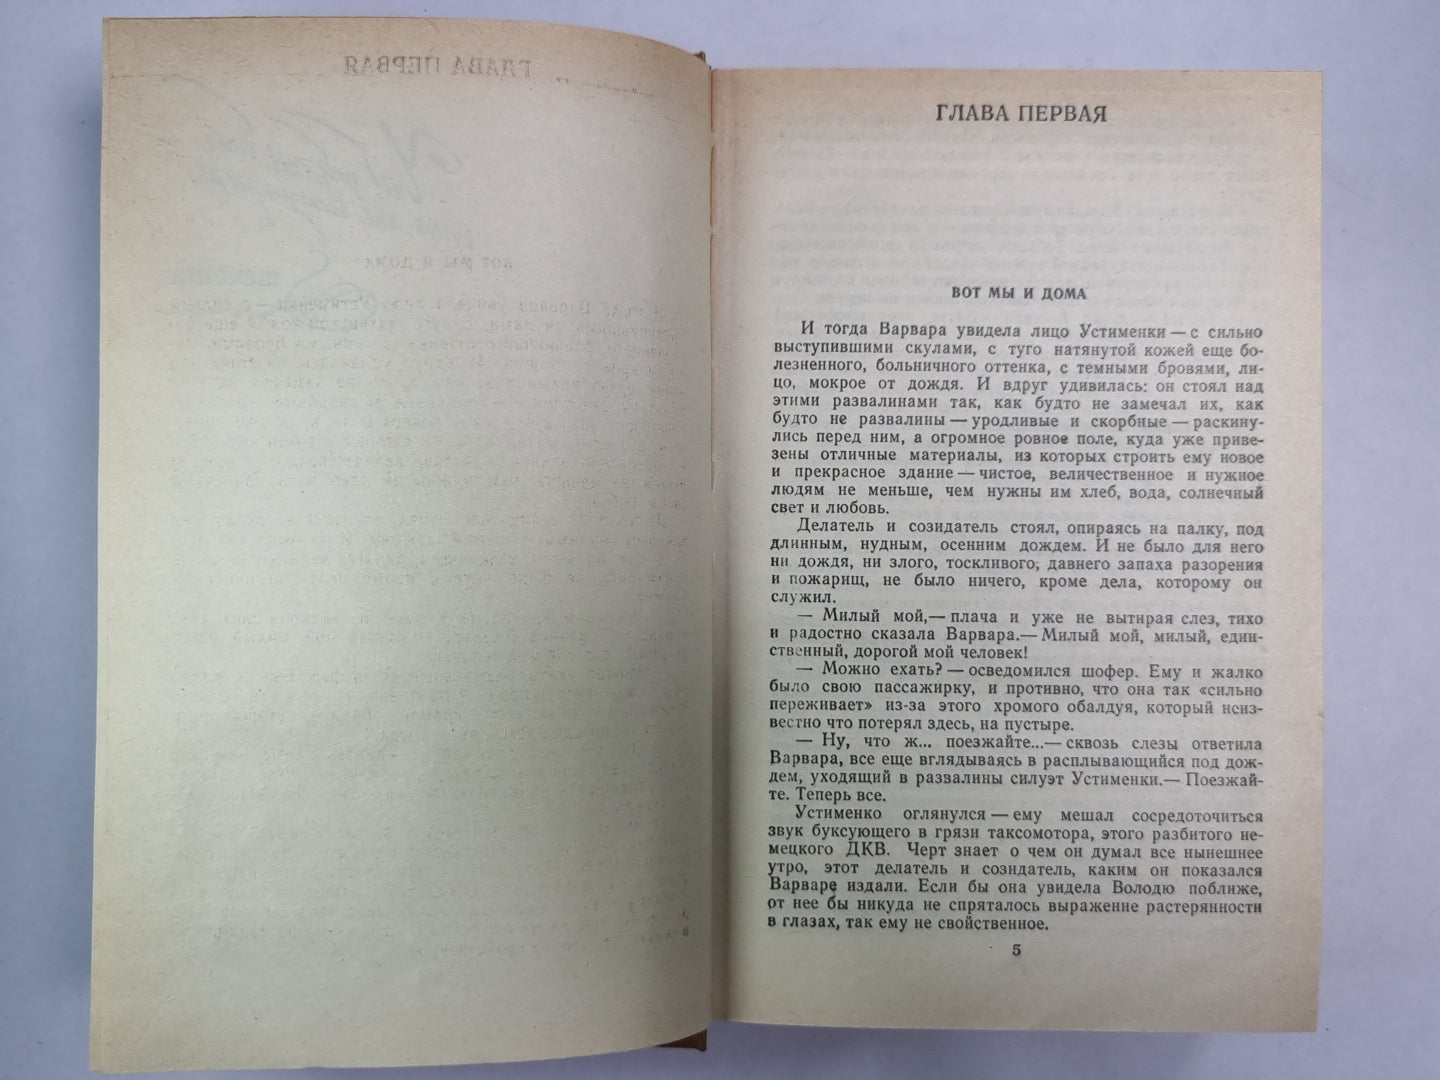 ГЛАВА ПЕРВАЯ
ВОТ МЫ И ДОМА
И тогда Варвара увидела лицо Устименки — с сильно
выступившими скулами, с туго натянутой кожей еще бо-
лезненного, больничного оттенка, с темными бровями, ли-
цо, мокрое от дождя. И вдруг удивилась: он стоял над
этими развалинами так, как будто не замечал их, как
будто не развалины — уродливые и скорбные — раскину-
лись перед ним, а огромное ровное поле, куда уже приве-
зены отличные материалы, из которых строить ему новое
и прекрасное здание — чистое, величественное и нужное
людям не меньше, чем нужны им хлеб, вода, солнечный
свет и любовь.
Делатель и созидатель стоял, опираясь на палку, под
длинным, нудным, осенним дождем. И не было для него
ни дождя, ни злого, тоскливого, давнего запаха разорения
и пожарищ, не было ничего, кроме дела, которому он
служил.
— Милый мой,— плача и уже не вытирая слез, тихо
и радостно сказала Варвара.— Милый мой, милый, един-
ственный, дорогой мой человек!
— Можно ехать? — осведомился шофер. Ему и жалко
было свою пассажирку, и противно, что она так «сильно
переживает» из-за этого хромого обалдуя, который неиз-
вестно что потерял здесь, на пустыре.
— Ну, что ж... поезжайте...— сквозь слезы ответила
Варвара, все еще вглядываясь в расплывающийся под дож-
дем, уходящий в развалины силуэт Устименки.— Поезжай-
те. Теперь все.
Устименко оглянулся — ему мешал сосредоточиться
звук буксующего в грязи таксомотора, этого разбитого не-
мецкого ДКВ. Черт знает о чем он думал все нынешнее
утро, этот делатель и созидатель, каким он показался
Варваре издали. Если бы она увидела Володю поближе,
от нее бы никуда не спряталось выражение растерянности
в глазах, так ему не свойственное.
5